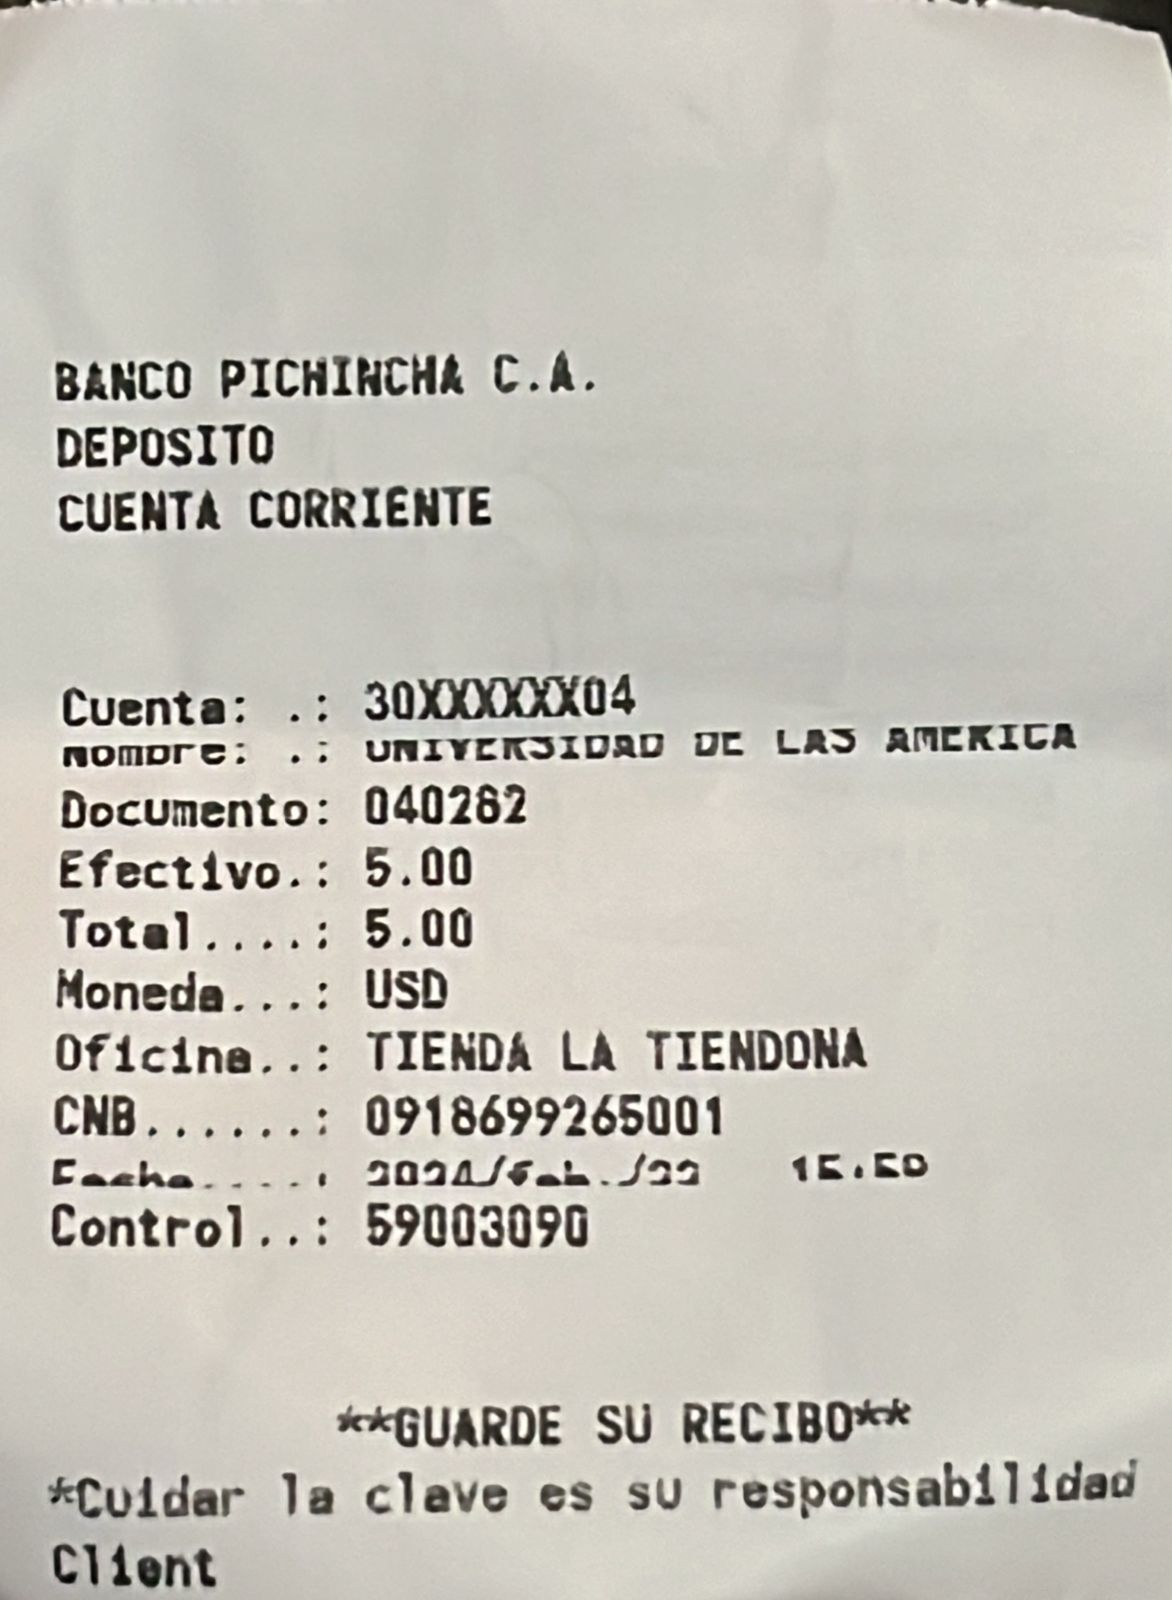 BANCO PICHINCHA C.A.
DEPOSITO
CUENTA CORRIENTE
Cuenta: .: 30XXXXXX04
Nombre: .: UNIVERSIDAD DE LAS AMERICA
Documento: 040282
Efectivo.: 5.00
Total....: 5.00
Moneda...: USD
Oficina..: TIENDA LA TIENDONA
CNB......: 0918699265001
Fecha....:
Control..: 59003090
**GUARDE SU RECIBO**
*Cuidar la clave es su responsabilidad
Client